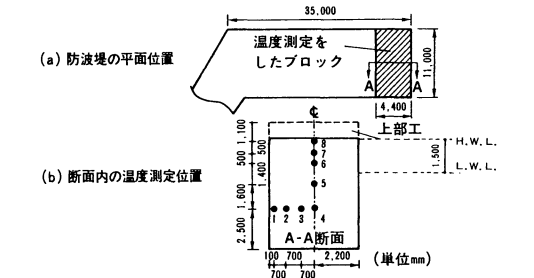 35,000
(a) 防波堤の平面位置
温度測定を
したブロック
11,000
A A
4,400
℄
上部工
1,100
500
500
1,400
1,600
2,500
8
7
6
5
4
1 2 3
H.W.L.
1,500
L.W.L.
(b) 断面内の温度測定位置
A-A断面
100 700 2,200
700 700
(単位mm)